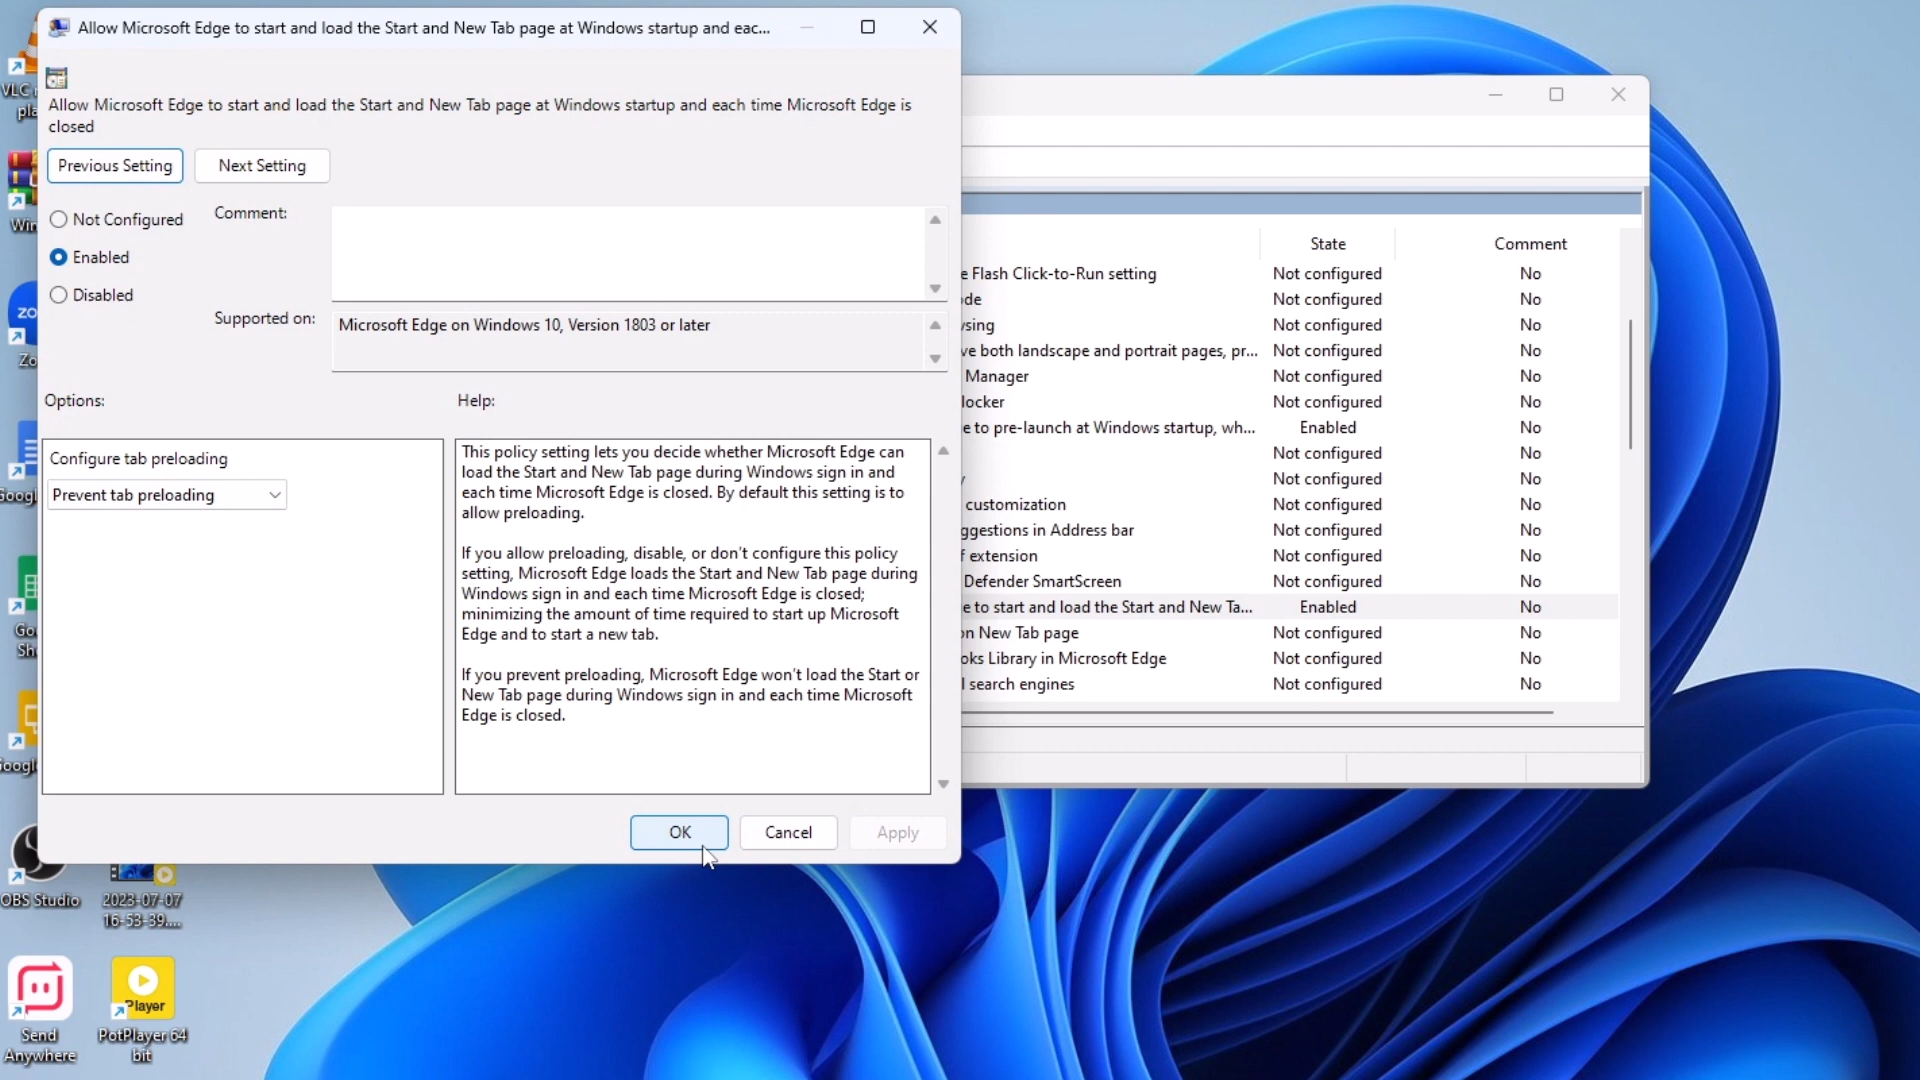 Allow Microsoft Edge to start and load the Start and New Tab page at Windows startup and eac...
Allow Microsoft Edge to start and load the Start and New Tab page at Windows startup and each time Microsoft Edge is
closed
Previous Setting
Next Setting
Not Configured
Enabled
Disabled
Comment:
Supported on:
Microsoft Edge on Windows 10, Version 1803 or later
Options:
Help:
Configure tab preloading
Prevent tab preloading
This policy setting lets you decide whether Microsoft Edge can
load the Start and New Tab page during Windows sign in and
each time Microsoft Edge is closed. By default this setting is to
allow preloading.
If you allow preloading, disable, or don't configure this policy
setting, Microsoft Edge loads the Start and New Tab page during
Windows sign in and each time Microsoft Edge is closed;
minimizing the amount of time required to start up Microsoft
Edge and to start a new tab.
If you prevent preloading, Microsoft Edge won't load the Start or
New Tab page during Windows sign in and each time Microsoft
Edge is closed.
OK
Cancel
Apply
State
Comment
e Flash Click-to-Run setting Not configured No
ode Not configured No
wsing Not configured No
ve both landscape and portrait pages, pr... Not configured No
Manager Not configured No
locker Not configured No
e to pre-launch at Windows startup, wh... Enabled No
Not configured No
y Not configured No
customization Not configured No
ggestions in Address bar Not configured No
f extension Not configured No
Defender SmartScreen Not configured No
e to start and load the Start and New Ta... Enabled No
on New Tab page Not configured No
oks Library in Microsoft Edge Not configured No
l search engines Not configured No
VLC
pla
Win
zo
Zo
Googl
Goo
She
Googl
OBS Studio
2023-07-07
16-53-39....
Send
Anywhere
Player
PotPlayer 64
bit